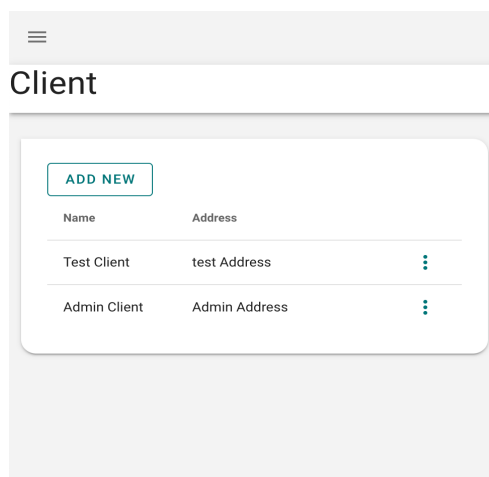 Client
ADD NEW
Name Address
Test Client test Address
Admin Client Admin Address